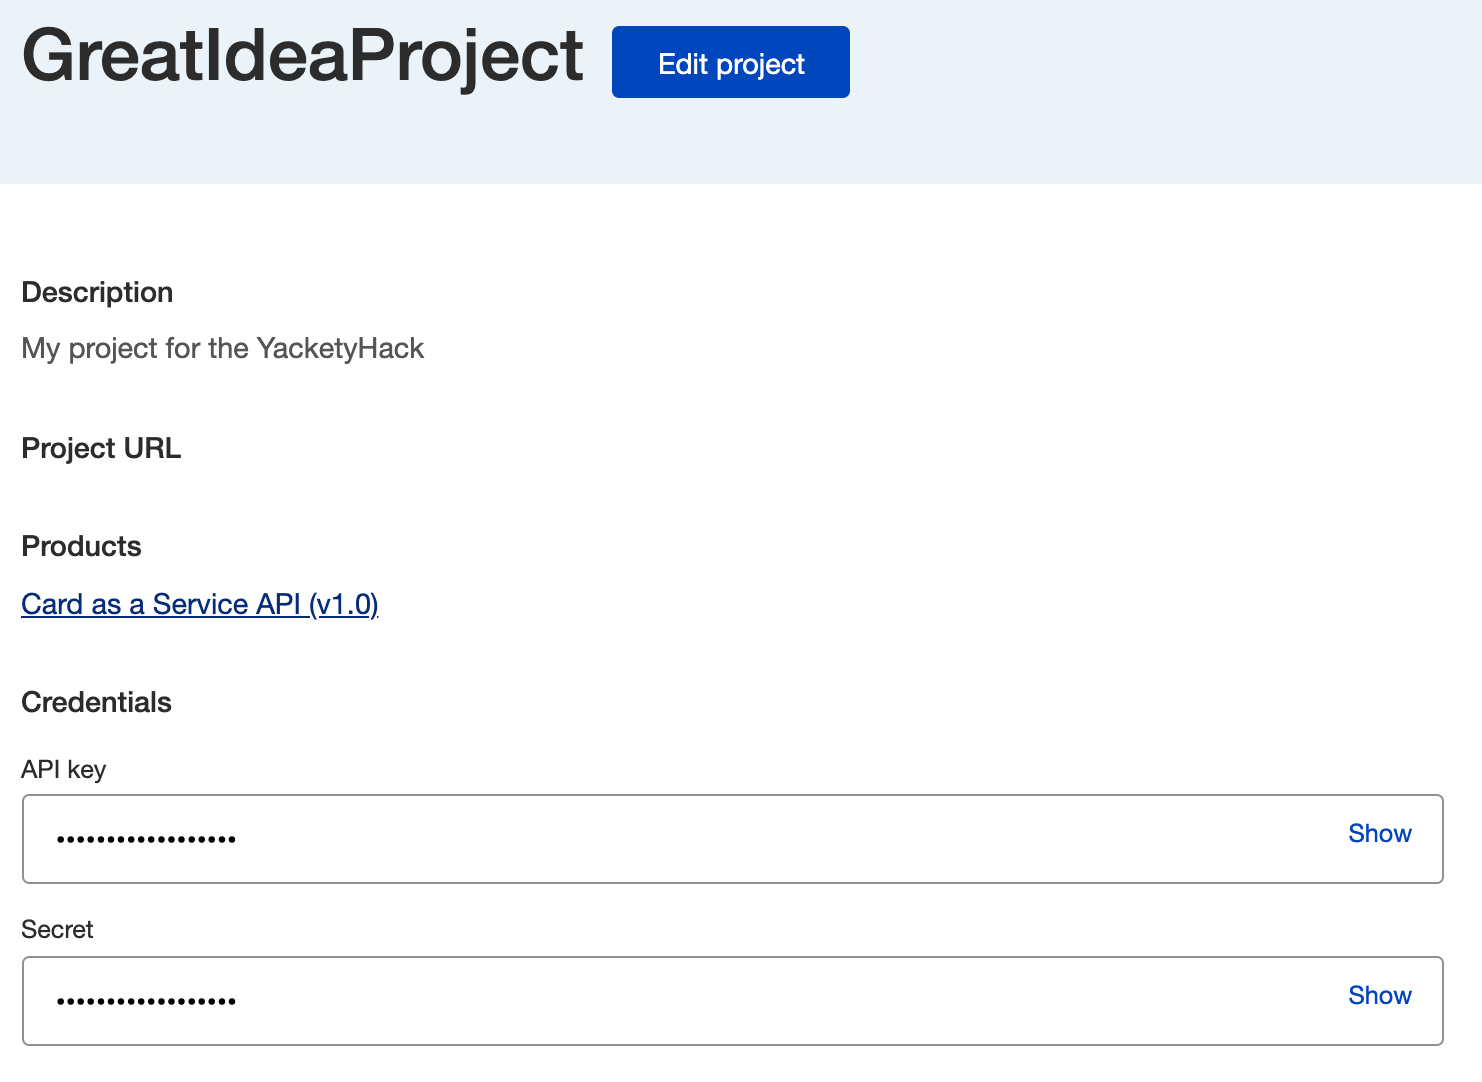 GreatIdeaProject
Edit project
Description
My project for the YacketyHack
Project URL
Products
Card as a Service API (v1.0)
Credentials
API key
••••••••••••••••••
Show
Secret
••••••••••••••••••
Show